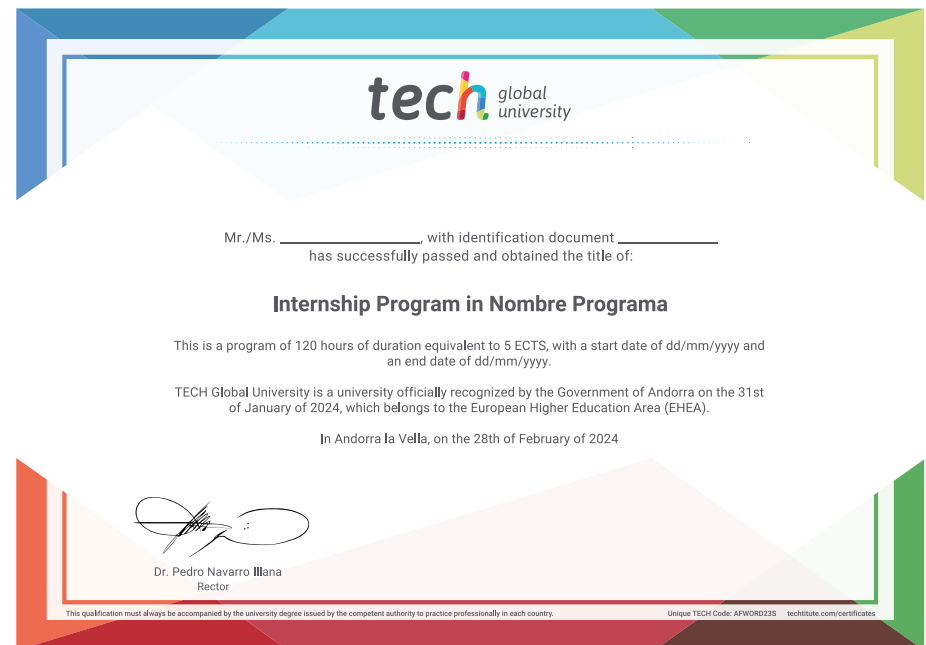 tech global university
Mr./Ms. ____________________, with identification document ______________
has successfully passed and obtained the title of:
Internship Program in Nombre Programa
This is a program of 120 hours of duration equivalent to 5 ECTS, with a start date of dd/mm/yyyy and
an end date of dd/mm/yyyy.
TECH Global University is a university officially recognized by the Government of Andorra on the 31st
of January of 2024, which belongs to the European Higher Education Area (EHEA).
In Andorra la Vella, on the 28th of February of 2024
Dr. Pedro Navarro Illana
Rector
This qualification must always be accompanied by the university degree issued by the competent authority to practice professionally in each country.
Unique TECH Code: AFWORD23S techtitute.com/certificates